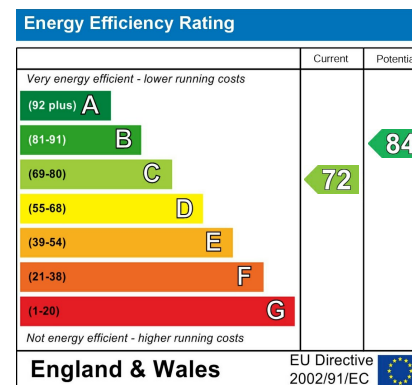 Energy Efficiency Rating
Current Potentia
Very energy efficient - lower running costs
(92 plus) A
(81-91) B
84
(69-80) C
72
(55-68) D
(39-54) E
(21-38) F
(1-20) G
Not energy efficient - higher running costs
England & Wales
EU Directive
2002/91/EC